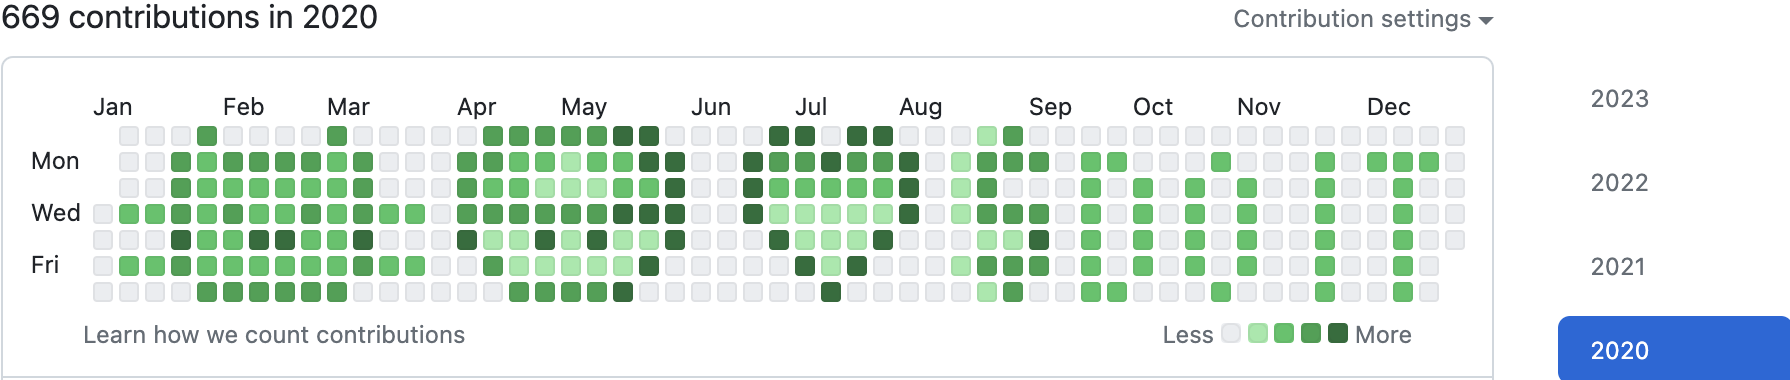 669 contributions in 2020
Contribution settings
Jan Feb Mar Apr May Jun Jul Aug Sep Oct Nov Dec
Mon
Wed
Fri
Learn how we count contributions
Less More
2023
2022
2021
2020